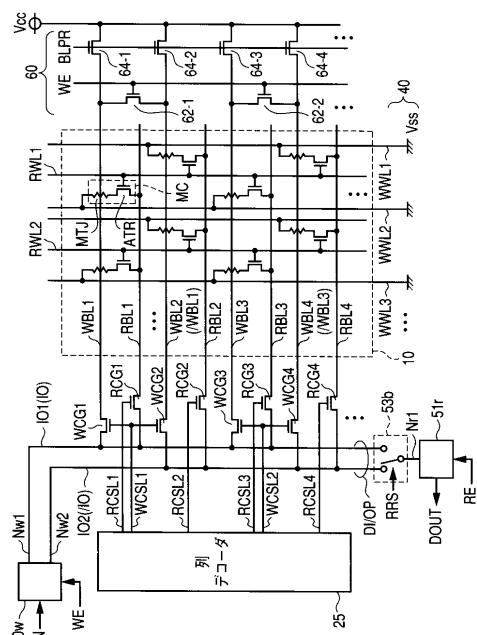 Vcc
60
BLPR
WE
64-1
64-2
64-3
64-4
62-1
62-2
40
Vss
RWL1
RWL2
MTJ
ATR
MC
WWL1
WWL2
WWL3
WBL1
RBL1
WBL2
(/WBL1)
RBL2
WBL3
RBL3
WBL4
(/WBL3)
RBL4
10
IO1(IO)
IO2(/IO)
WCG1
RCG1
WCG2
RCG2
WCG3
RCG3
WCG4
RCG4
RCSL1
WCSL1
RCSL2
RCSL3
WCSL3
RCSL4
Nw1
Nw2
WE
列
デコーダ
25
DI/OP
53b
RRS
Nr1
51r
DOUT
RE